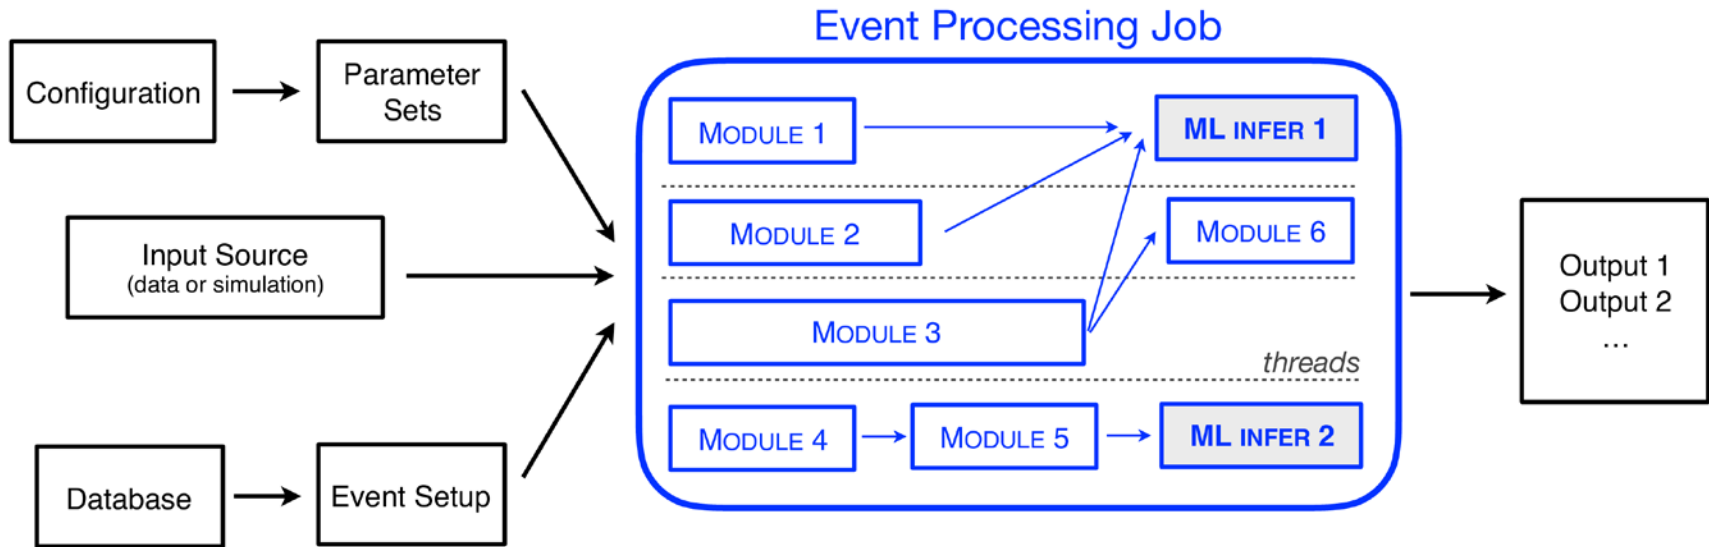 Event Processing Job
Configuration
Parameter
Sets
Input Source
(data or simulation)
Database
Event Setup
MODULE 1
ML INFER 1
MODULE 2
MODULE 6
MODULE 3
threads
MODULE 4
MODULE 5
ML INFER 2
Output 1
Output 2
...